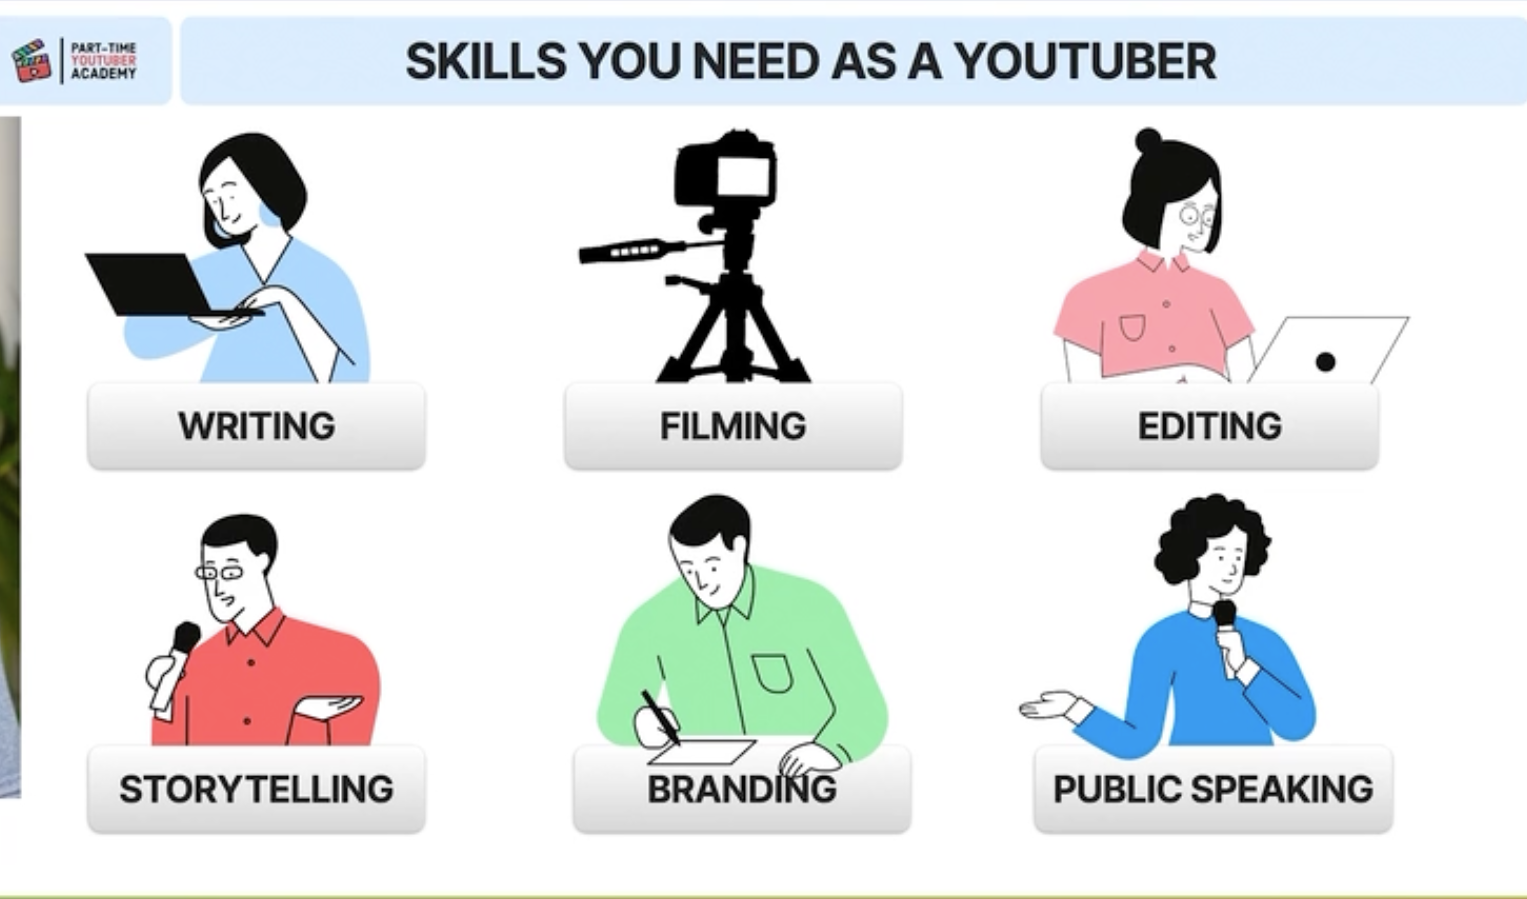 PART-TIME
YOUTUBER
ACADEMY
SKILLS YOU NEED AS A YOUTUBER
WRITING
FILMING
EDITING
STORYTELLING
BRANDING
PUBLIC SPEAKING